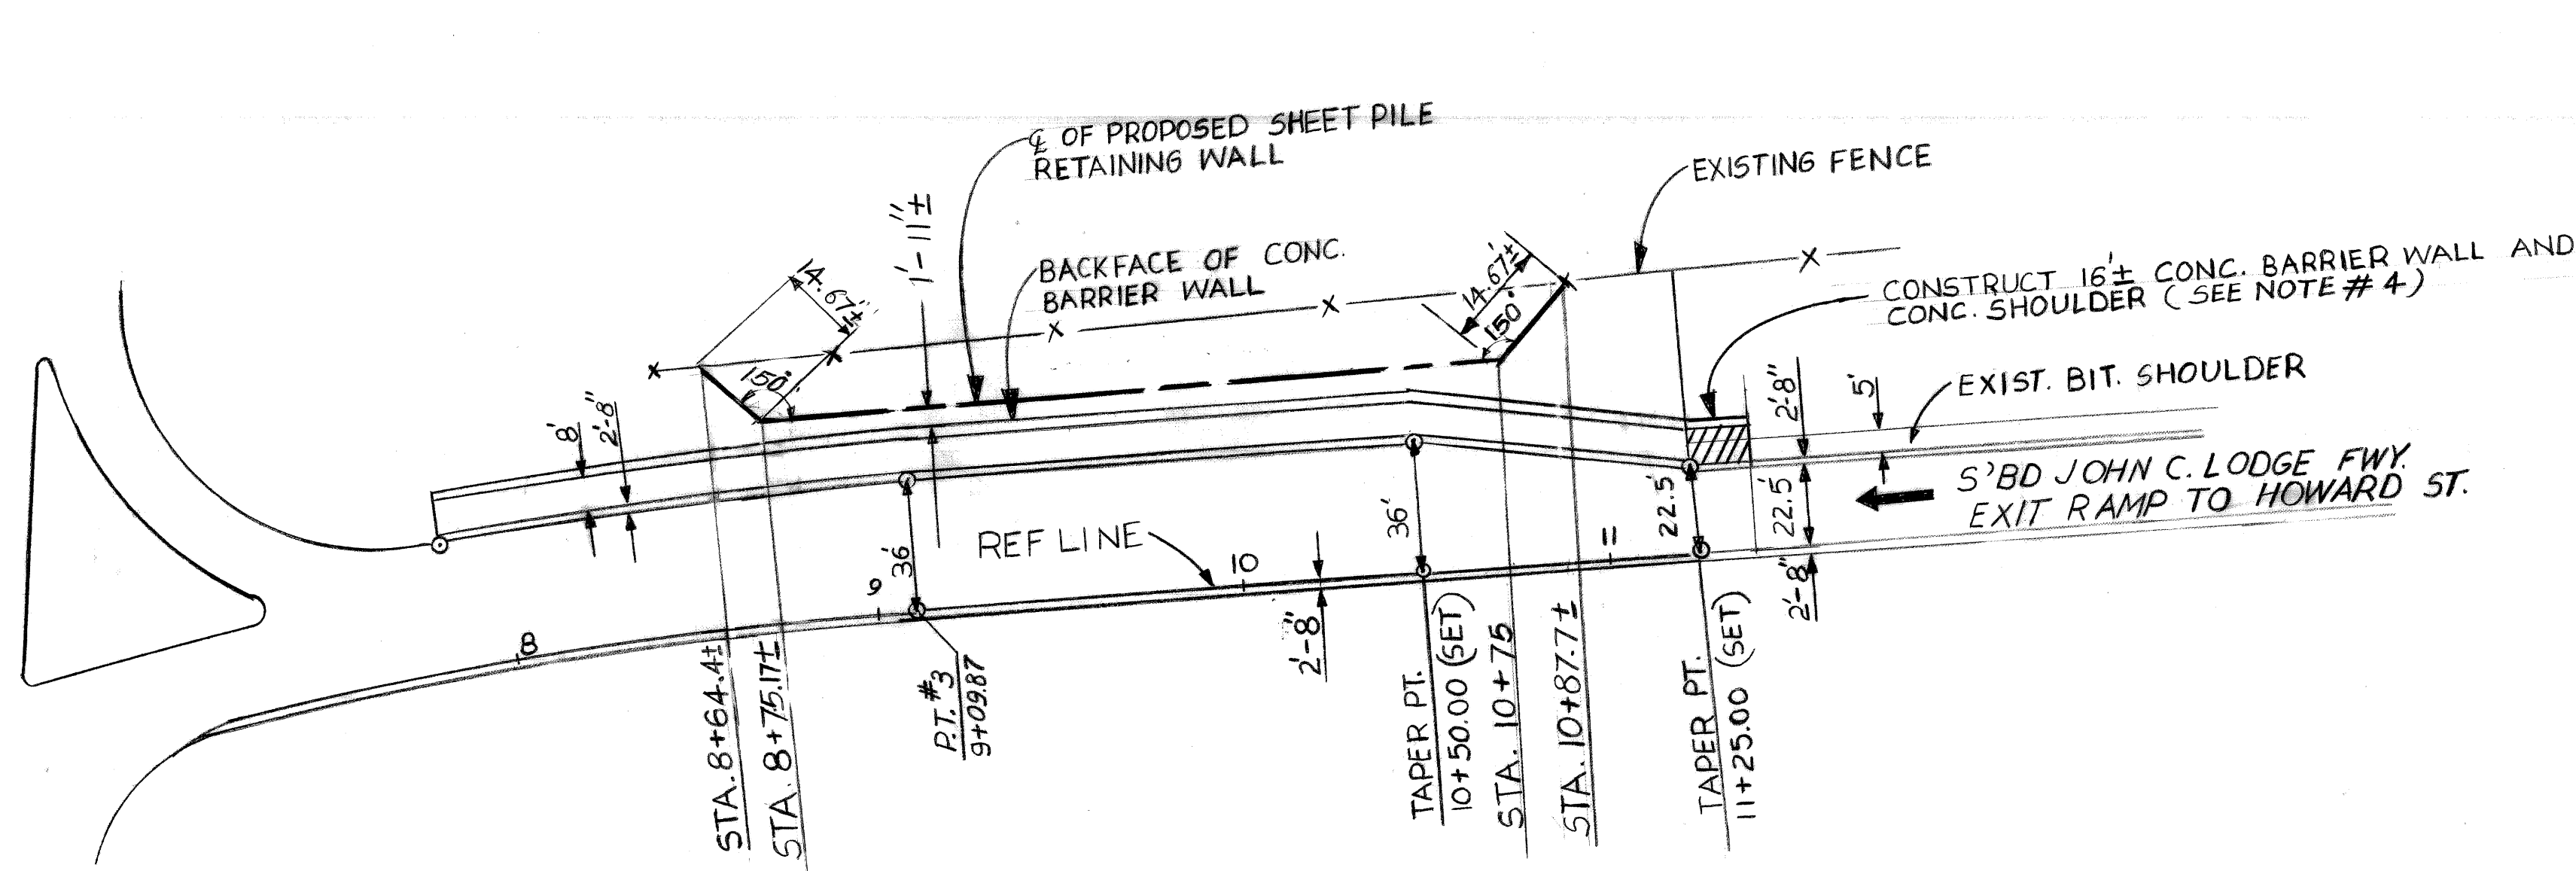 ℄ OF PROPOSED SHEET PILE
RETAINING WALL
EXISTING FENCE
1'-11"±
BACKFACE OF CONC.
BARRIER WALL
14.67'±
14.67'±
150°
150°
CONSTRUCT 16'± CONC. BARRIER WALL AND
CONC. SHOULDER (SEE NOTE # 4)
8'
2'-8"
2'-8"
5'
EXIST. BIT. SHOULDER
S'BD JOHN C. LODGE FWY.
EXIT RAMP TO HOWARD ST.
36'
REF LINE
36'
22.5'
22.5'
8
9
10
11
2'-8"
2'-8"
STA. 8+64.4±
STA. 8+75.17±
P.T. #3
9+09.87
TAPER PT.
10+50.00 (SET)
STA. 10+75
STA. 10+87.7±
TAPER PT.
11+25.00 (SET)